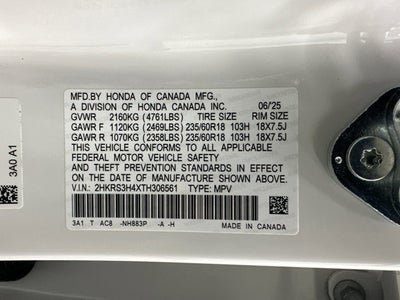 MFD.BY HONDA OF CANADA MFG.,
A DIVISION OF HONDA CANADA INC. 06/25
GVWR 2160KG (4761LBS) TIRE SIZE RIM SIZE
GAWR F 1120KG (2469LBS) 235/60R18 103H 18X7.5J
GAWR R 1070KG (2358LBS) 235/60R18 103H 18X7.5J
THIS VEHICLE CONFORMS TO ALL APPLICABLE
FEDERAL MOTOR VEHICLE SAFETY, BUMPER,
AND THEFT PREVENTION STANDARDS
IN EFFECT ON THE DATE OF
MANUFACTURE SHOWN ABOVE.
V.I.N.: 2HKRS3H4XTH306561 TYPE: MPV
3A1 T AC8 -NH883P -A -H
MADE IN CANADA
3A0 A1